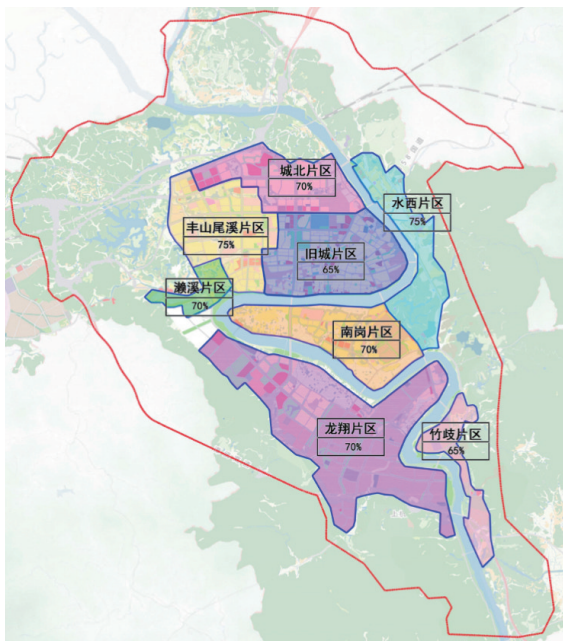 城北片区
70%
水西片区
75%
丰山尾溪片区
75%
旧城片区
65%
濑溪片区
70%
南岗片区
70%
龙翔片区
70%
竹岐片区
65%